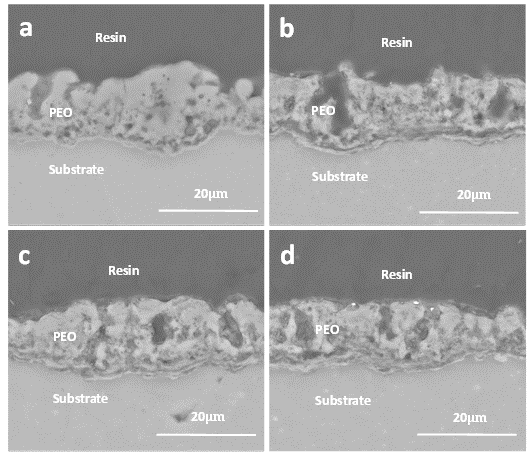 a
Resin
PEO
Substrate
20μm
b
Resin
PEO
Substrate
20μm
c
Resin
PEO
Substrate
20μm
d
Resin
PEO
Substrate
20μm